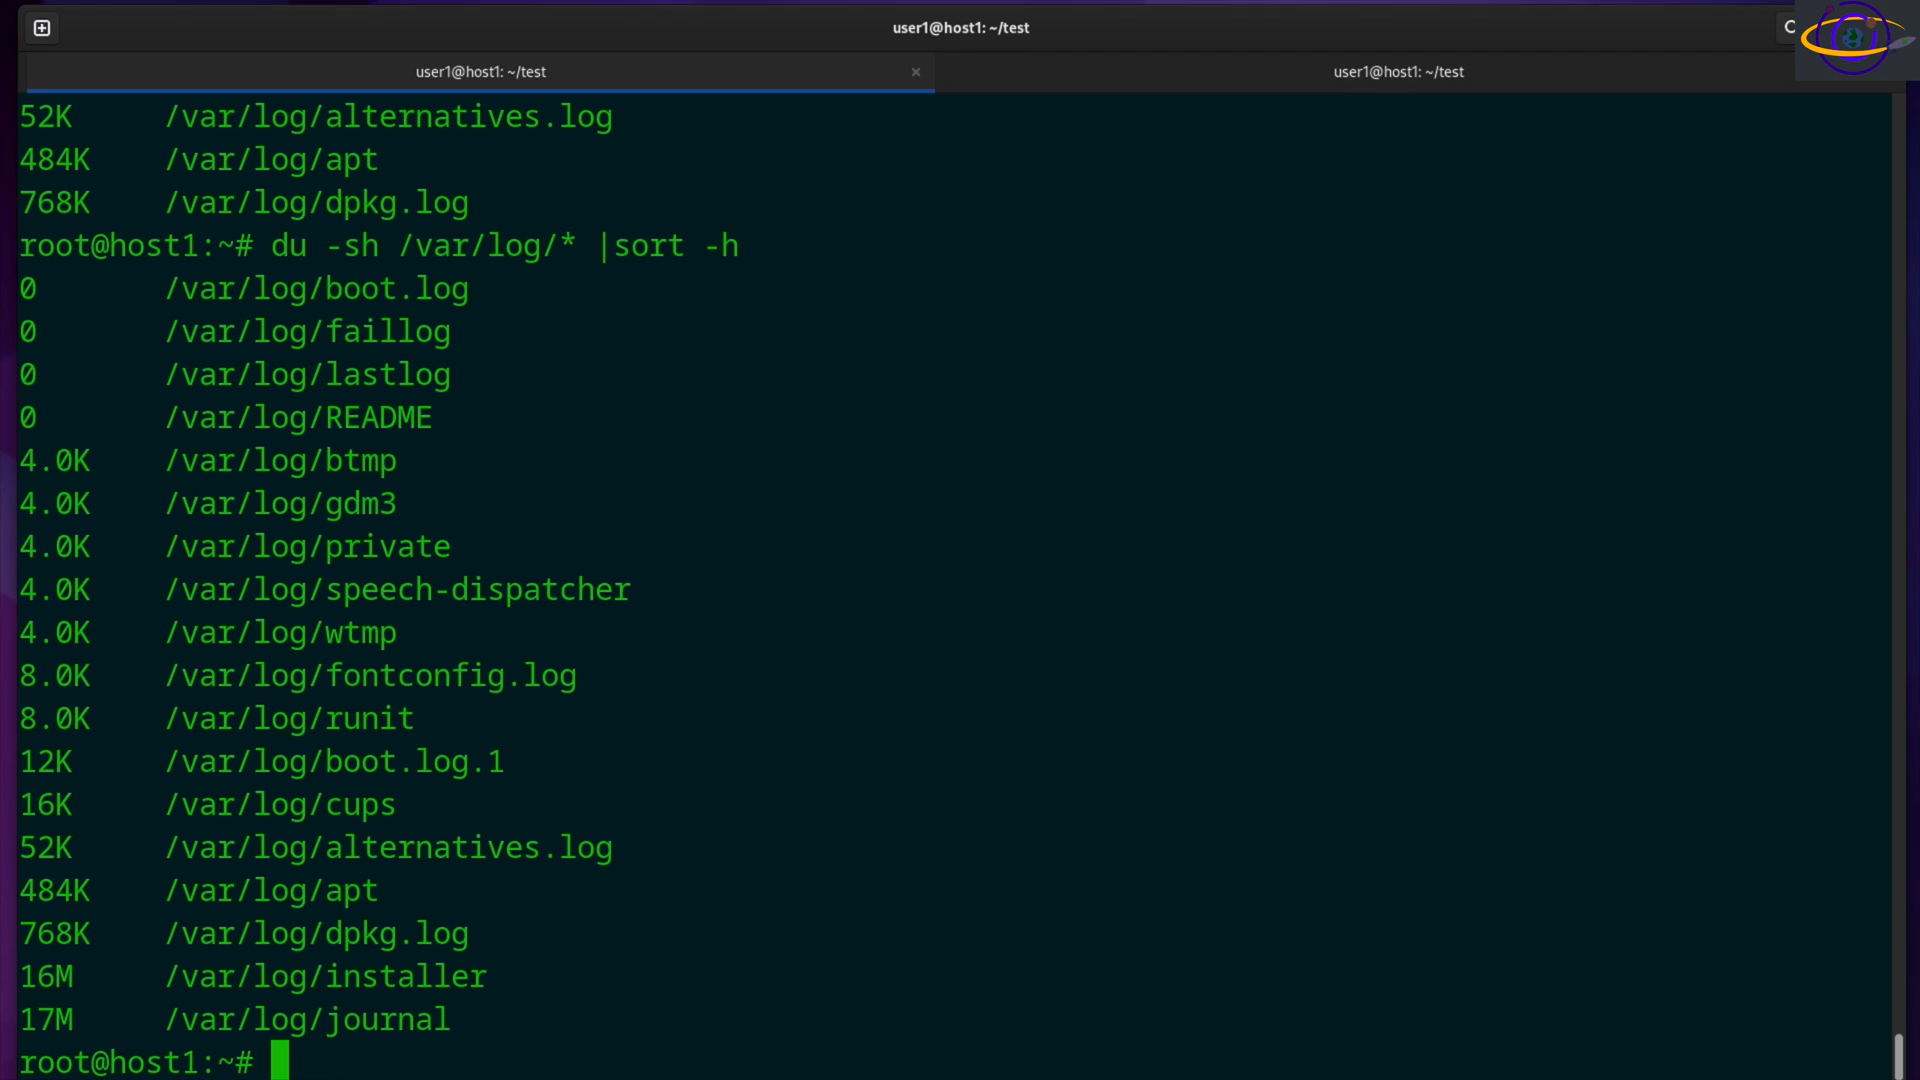 user1@host1: ~/test
user1@host1: ~/test
user1@host1: ~/test
52K /var/log/alternatives.log
484K /var/log/apt
768K /var/log/dpkg.log
root@host1:~# du -sh /var/log/* |sort -h
0 /var/log/boot.log
0 /var/log/faillog
0 /var/log/lastlog
0 /var/log/README
4.0K /var/log/btmp
4.0K /var/log/gdm3
4.0K /var/log/private
4.0K /var/log/speech-dispatcher
4.0K /var/log/wtmp
8.0K /var/log/fontconfig.log
8.0K /var/log/runit
12K /var/log/boot.log.1
16K /var/log/cups
52K /var/log/alternatives.log
484K /var/log/apt
768K /var/log/dpkg.log
16M /var/log/installer
17M /var/log/journal
root@host1:~#